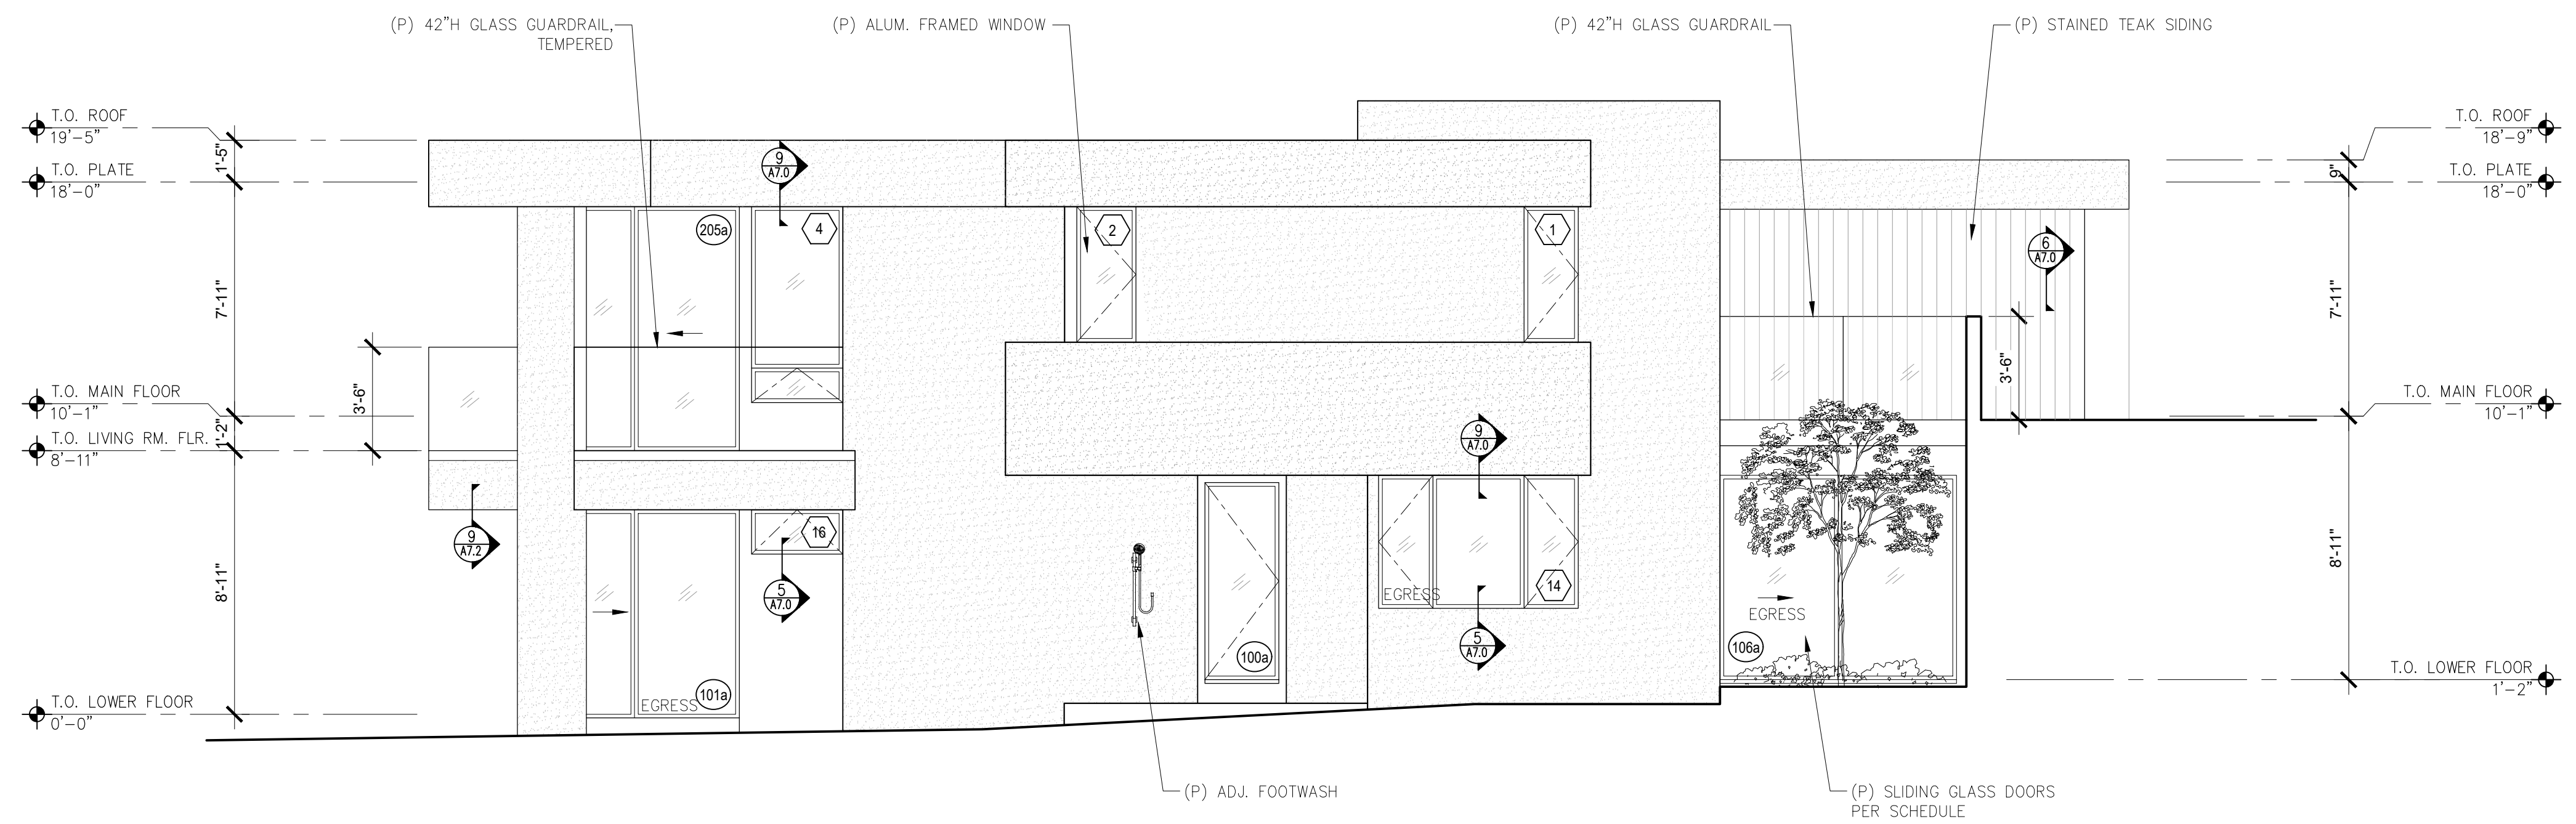 (P) 42"H GLASS GUARDRAIL,
TEMPERED
(P) ALUM. FRAMED WINDOW
(P) 42"H GLASS GUARDRAIL
(P) STAINED TEAK SIDING
T.O. ROOF
19'-5"
T.O. PLATE
18'-0"
T.O. MAIN FLOOR
10'-1"
T.O. LIVING RM. FLR.
8'-11"
T.O. LOWER FLOOR
0'-0"
1'-5"
7'-11"
1'-2"
8'-11"
3'-6"
9
A7.0
205a
4
2
1
9
A7.2
16
5
A7.0
EGRESS
101a
100a
9
A7.0
EGRESS
14
5
A7.0
6
A7.0
3'-6"
EGRESS
106a
9"
7'-11"
8'-11"
T.O. ROOF
18'-9"
T.O. PLATE
18'-0"
T.O. MAIN FLOOR
10'-1"
T.O. LOWER FLOOR
1'-2"
(P) ADJ. FOOTWASH
(P) SLIDING GLASS DOORS
PER SCHEDULE